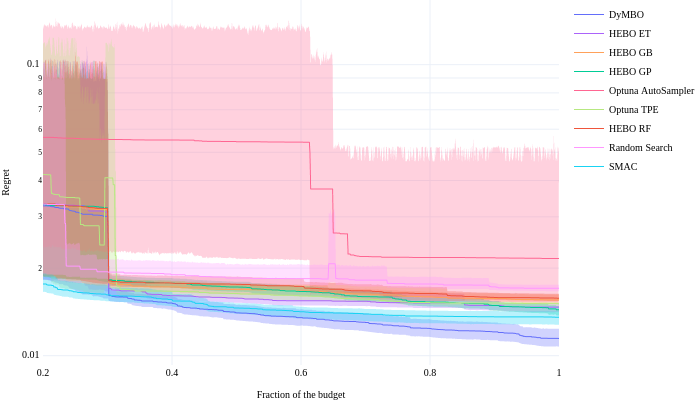 DyMBO
HEBO ET
HEBO GB
HEBO GP
Optuna AutoSampler
Optuna TPE
HEBO RF
Random Search
SMAC
0.1
9
8
7
6
5
4
3
2
0.01
Regret
0.2
0.4
0.6
0.8
1
Fraction of the budget